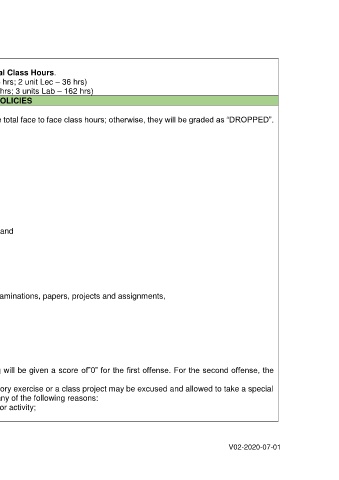 al Class Hours.
hrs; 2 unit Lec – 36 hrs)
hrs; 3 units Lab – 162 hrs)
OLICIES
total face to face class hours; otherwise, they will be graded as “DROPPED”.
and
aminations, papers, projects and assignments,
will be given a score of“0” for the first offense. For the second offense, the
ory exercise or a class project may be excused and allowed to take a special
any of the following reasons:
or activity;
V02-2020-07-01